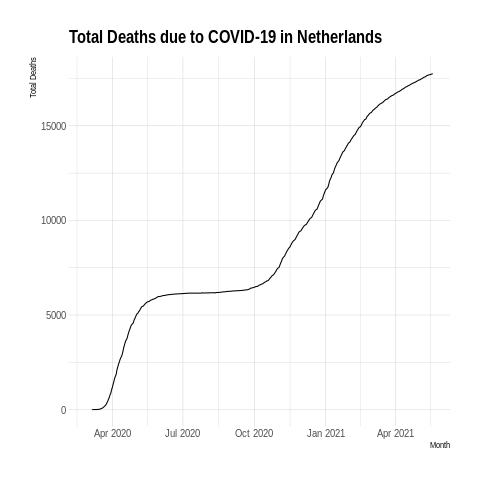 Total Deaths due to COVID-19 in Netherlands
Total Deaths
15000
10000
5000
0
Apr 2020 Jul 2020 Oct 2020 Jan 2021 Apr 2021
Month